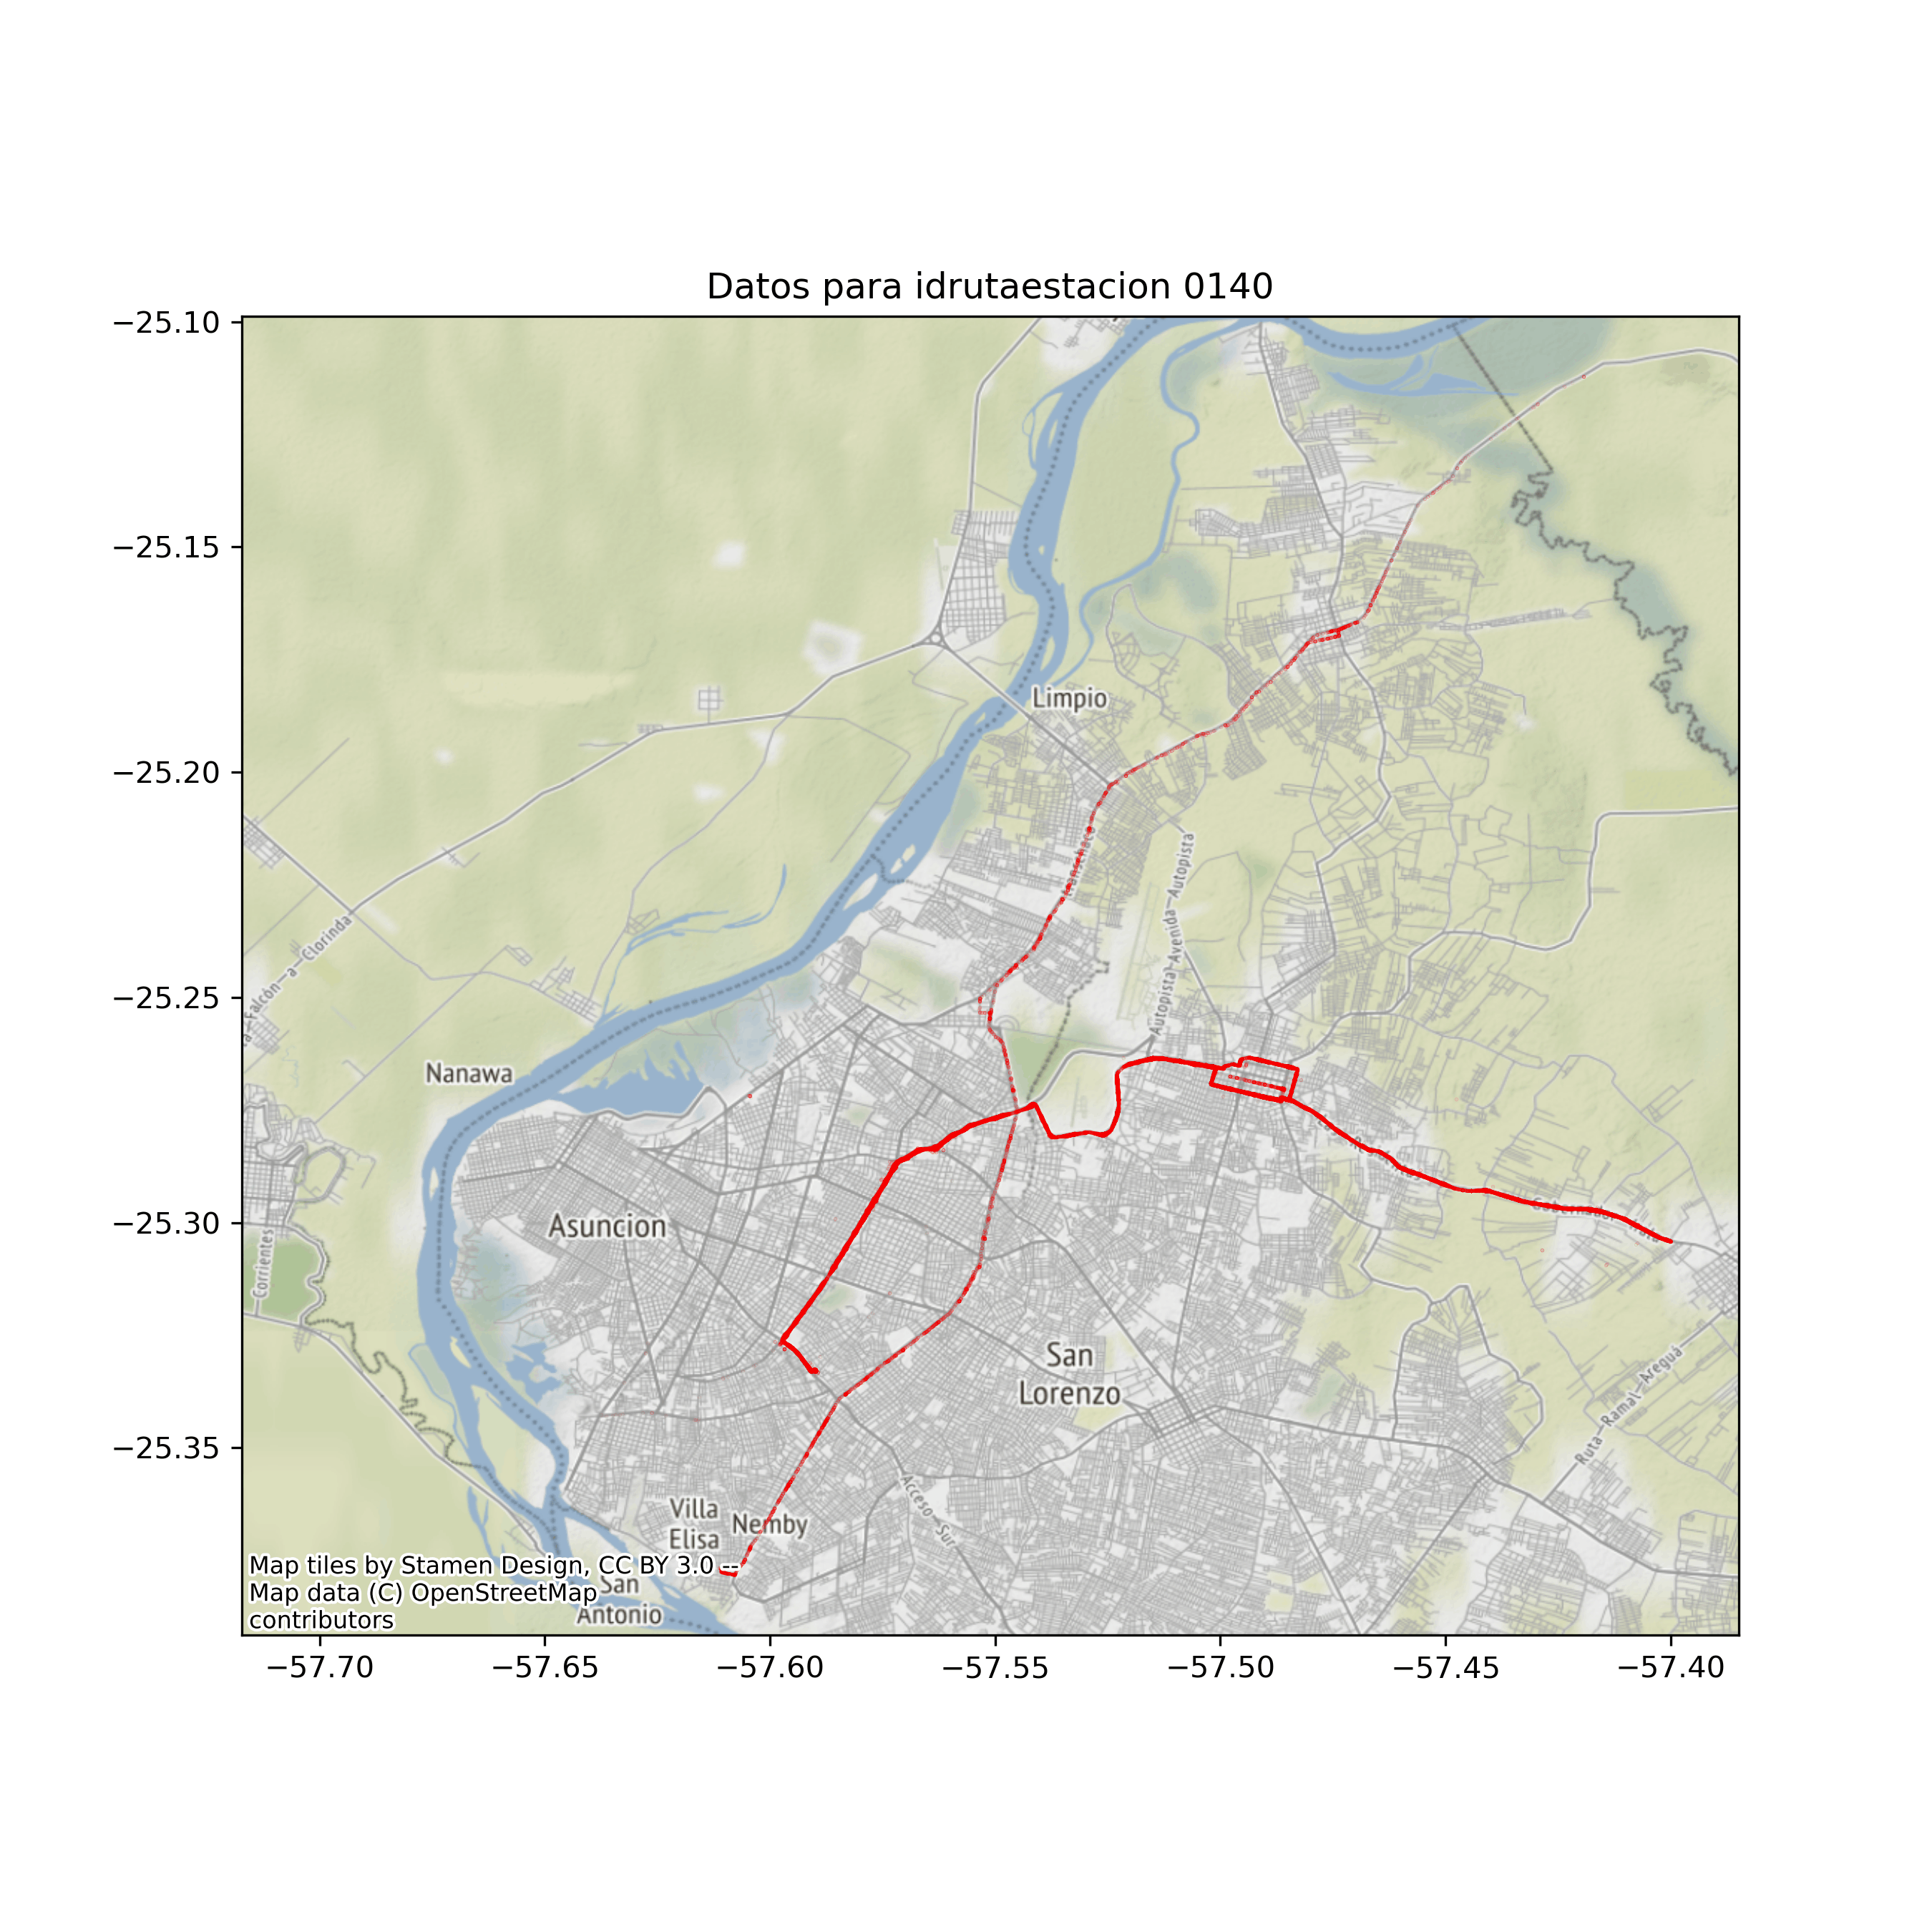 Datos para idrutaestacion 0140
−25.10
−25.15
−25.20
−25.25
−25.30
−25.35
Limpio
Transchaco
Autopista
Autopista Avenida
Falcón a Clorinda
Nanawa
Asuncion
Corrientes
Gobernador
San
Lorenzo
Ruta Ramal Areguá
Acceso Sur
Villa
Elisa
Nemby
San
Antonio
Map tiles by Stamen Design, CC BY 3.0 --
Map data (C) OpenStreetMap
contributors
−57.70
−57.65
−57.60
−57.55
−57.50
−57.45
−57.40